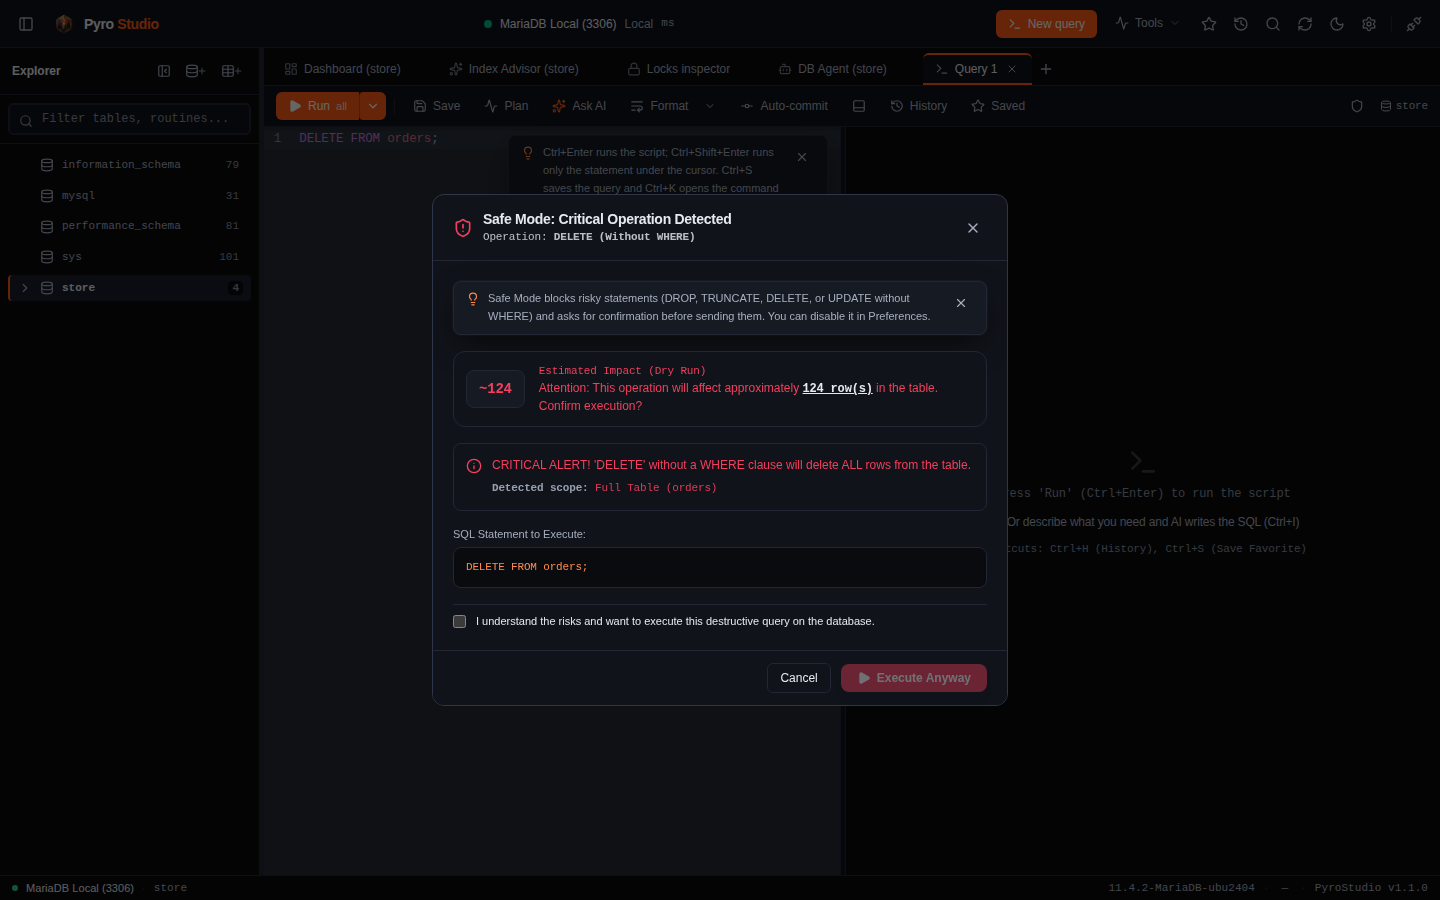 Pyro Studio
MariaDB Local (3306) Local ms
New query
Tools
Explorer
Dashboard (store)
Index Advisor (store)
Locks inspector
DB Agent (store)
Query 1
Run all
Save
Plan
Ask AI
Format
Auto-commit
History
Saved
store
Filter tables, routines...
information_schema 79
mysql 31
performance_schema 81
sys 101
store 4
1 DELETE FROM orders;
Ctrl+Enter runs the script; Ctrl+Shift+Enter runs
only the statement under the cursor. Ctrl+S
saves the query and Ctrl+K opens the command
Safe Mode: Critical Operation Detected
Operation: DELETE (Without WHERE)
Safe Mode blocks risky statements (DROP, TRUNCATE, DELETE, or UPDATE without
WHERE) and asks for confirmation before sending them. You can disable it in Preferences.
~124
Estimated Impact (Dry Run)
Attention: This operation will affect approximately 124 row(s) in the table.
Confirm execution?
CRITICAL ALERT! 'DELETE' without a WHERE clause will delete ALL rows from the table.
Detected scope: Full Table (orders)
SQL Statement to Execute:
DELETE FROM orders;
I understand the risks and want to execute this destructive query on the database.
Cancel
Execute Anyway
'Run' (Ctrl+Enter) to run the script
Or describe what you need and AI writes the SQL (Ctrl+I)
Ctrl+H (History), Ctrl+S (Save Favorite)
MariaDB Local (3306) store
11.4.2-MariaDB-ubu2404 — PyroStudio v1.1.0